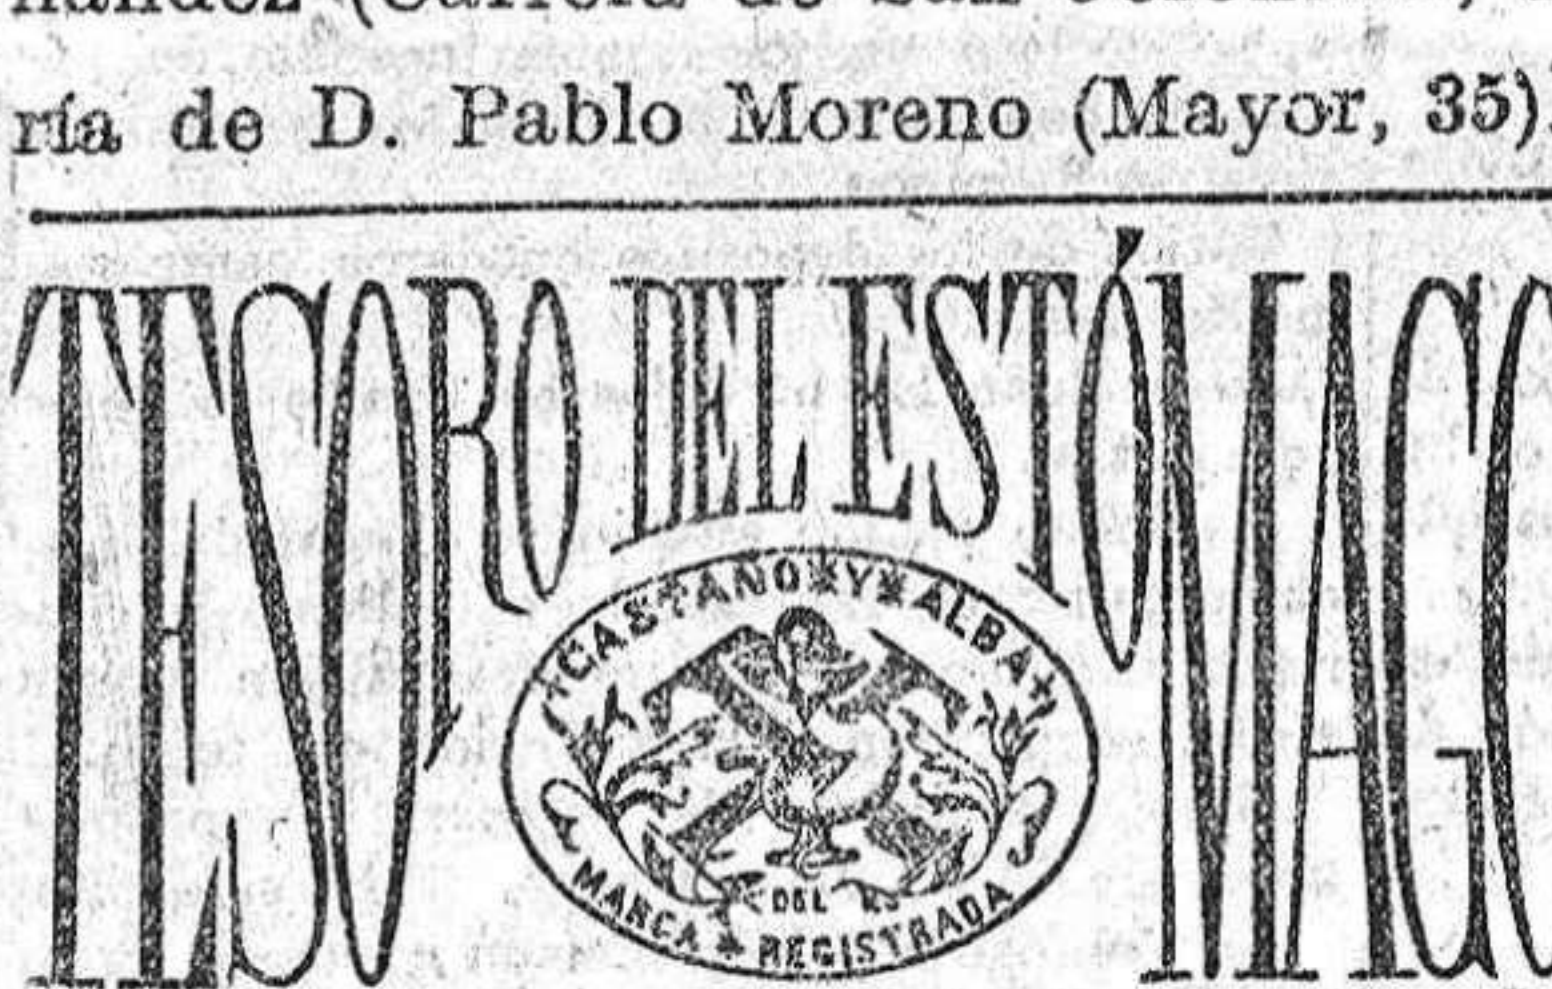 ría de D. Pablo Moreno (Mayor, 35)
TESORO DEL ESTÓMAGO
CASTAÑO Y ALBA
DEL
MARCA * REGISTRADA